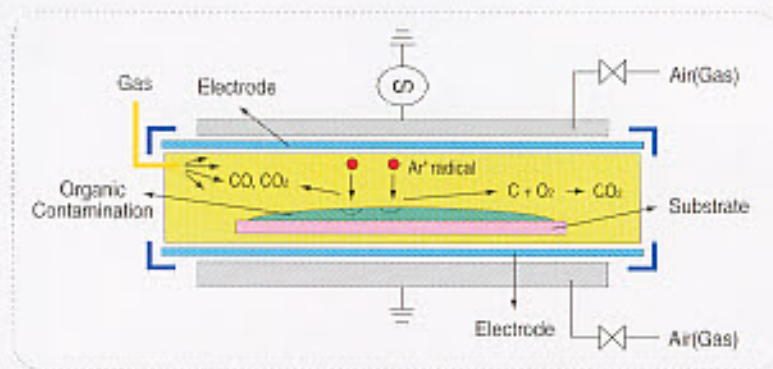 Gas
Electrode
Air(Gas)
Ar⁺ radical
CO, CO₂
C + O₂ → CO₂
Organic
Contamination
Substrate
Electrode
Air(Gas)